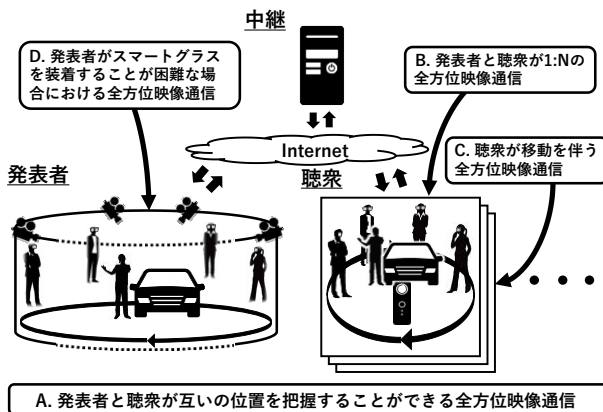 中継
D. 発表者がスマートグラス
を装着することが困難な場
合における全方位映像通信
B. 発表者と聴衆が1:Nの
全方位映像通信
Internet
C. 聴衆が移動を伴う
全方位映像通信
発表者
聴衆
A. 発表者と聴衆が互いの位置を把握することができる全方位映像通信